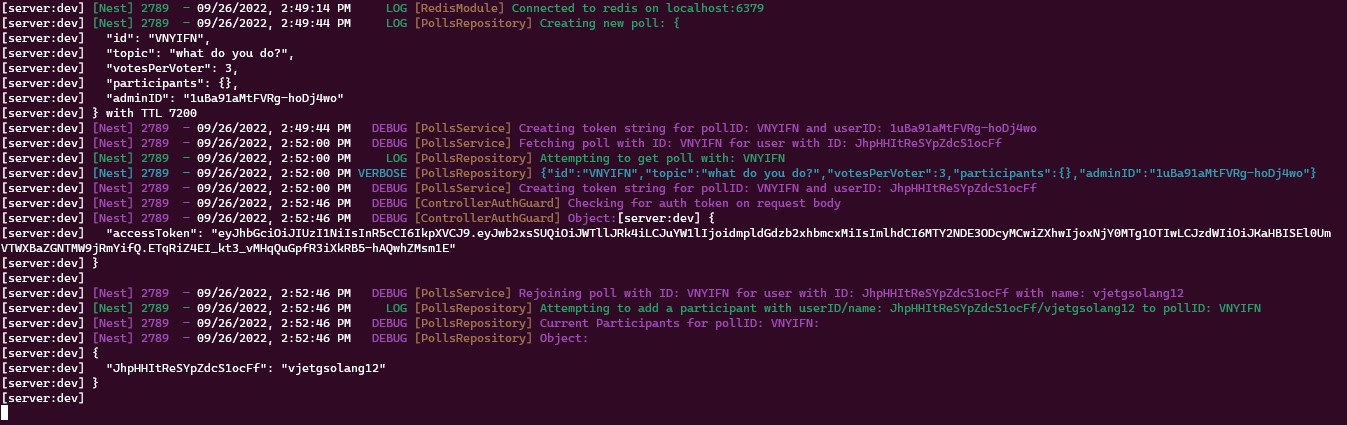 [server:dev] [Nest] 2789  - 09/26/2022, 2:49:14 PM     LOG [RedisModule] Connected to redis on localhost:6379
[server:dev] [Nest] 2789  - 09/26/2022, 2:49:44 PM     LOG [PollsRepository] Creating new poll: {
[server:dev]   "id": "VNYIFN",
[server:dev]   "topic": "what do you do?",
[server:dev]   "votesPerVoter": 3,
[server:dev]   "participants": {},
[server:dev]   "adminID": "1uBa91aMtFVRg-hoDj4wo"
[server:dev] } with TTL 7200
[server:dev] [Nest] 2789  - 09/26/2022, 2:49:44 PM   DEBUG [PollsService] Creating token string for pollID: VNYIFN and userID: 1uBa91aMtFVRg-hoDj4wo
[server:dev] [Nest] 2789  - 09/26/2022, 2:52:00 PM   DEBUG [PollsService] Fetching poll with ID: VNYIFN for user with ID: JhpHHItReSYpZdcS1ocFf
[server:dev] [Nest] 2789  - 09/26/2022, 2:52:00 PM     LOG [PollsRepository] Attempting to get poll with: VNYIFN
[server:dev] [Nest] 2789  - 09/26/2022, 2:52:00 PM VERBOSE [PollsRepository] {"id":"VNYIFN","topic":"what do you do?","votesPerVoter":3,"participants":{},"adminID":"1uBa91aMtFVRg-hoDj4wo"}
[server:dev] [Nest] 2789  - 09/26/2022, 2:52:00 PM   DEBUG [PollsService] Creating token string for pollID: VNYIFN and userID: JhpHHItReSYpZdcS1ocFf
[server:dev] [Nest] 2789  - 09/26/2022, 2:52:46 PM   DEBUG [ControllerAuthGuard] Checking for auth token on request body
[server:dev] [Nest] 2789  - 09/26/2022, 2:52:46 PM   DEBUG [ControllerAuthGuard] Object:[server:dev] {
[server:dev]   "accessToken": "eyJhbGciOiJIUzI1NiIsInR5cCI6IkpXVCJ9.eyJwb2xsSUQiOiJWTllJRk4iLCJuYW1lIjoidmpldGdzb2xhbmcxMiIsImlhdCI6MTY2NDE3ODcyMCwiZXhwIjoxNjY0MTg1OTIwLCJzdWIiOiJKaHBISEl0Um
VTWXBaZGNTMW9jRmYifQ.ETqRiZ4EI_kt3_vMHqQuGpfR3iXkRB5-hAQwhZMsm1E"
[server:dev] }
[server:dev]
[server:dev] [Nest] 2789  - 09/26/2022, 2:52:46 PM   DEBUG [PollsService] Rejoining poll with ID: VNYIFN for user with ID: JhpHHItReSYpZdcS1ocFf with name: vjetgsolang12
[server:dev] [Nest] 2789  - 09/26/2022, 2:52:46 PM     LOG [PollsRepository] Attempting to add a participant with userID/name: JhpHHItReSYpZdcS1ocFf/vjetgsolang12 to pollID: VNYIFN
[server:dev] [Nest] 2789  - 09/26/2022, 2:52:46 PM   DEBUG [PollsRepository] Current Participants for pollID: VNYIFN:
[server:dev] [Nest] 2789  - 09/26/2022, 2:52:46 PM   DEBUG [PollsRepository] Object:
[server:dev] {
[server:dev]   "JhpHHItReSYpZdcS1ocFf": "vjetgsolang12"
[server:dev] }
[server:dev]